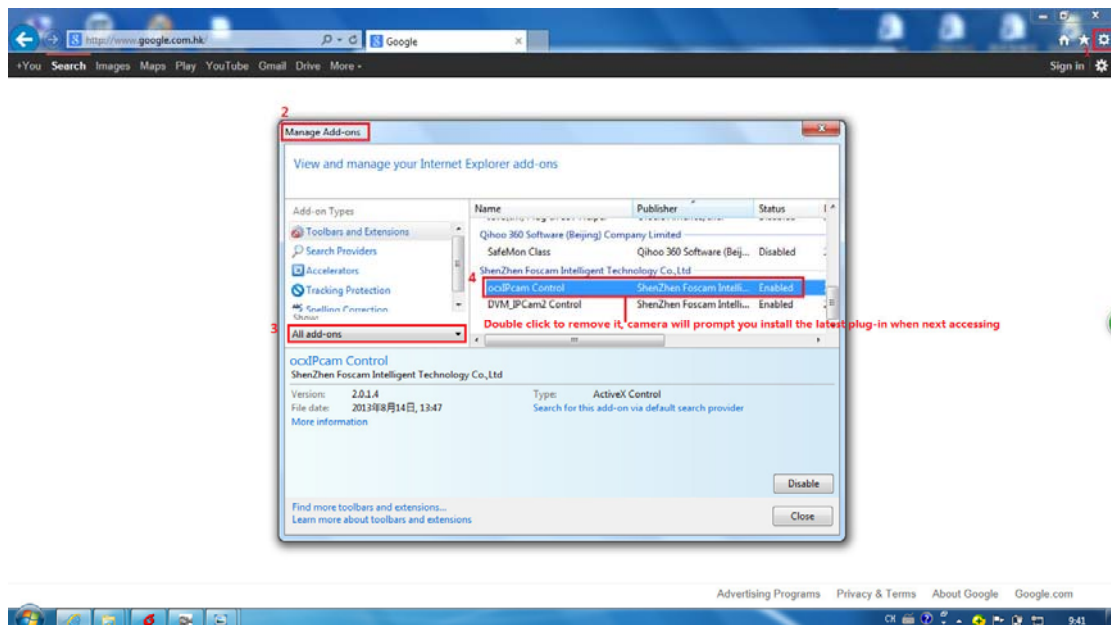 http://www.google.com.hk/
Google
1
+You Search Images Maps Play YouTube Gmail Drive More
Sign in
2
Manage Add-ons
View and manage your Internet Explorer add-ons
Add-on Types
Toolbars and Extensions
Search Providers
Accelerators
Tracking Protection
Spelling Correction
Show:
3
All add-ons
Name Publisher Status
Qihoo 360 Software (Beijing) Company Limited
SafeMon Class Qihoo 360 Software (Beij... Disabled
ShenZhen Foscam Intelligent Technology Co.,Ltd
4
ocxIPcam Control ShenZhen Foscam Intelli... Enabled
DVM_IPCam2 Control ShenZhen Foscam Intelli... Enabled
Double click to remove it, camera will prompt you install the latest plug-in when next accessing
ocxIPcam Control
ShenZhen Foscam Intelligent Technology Co.,Ltd
Version: 2.0.1.4 Type: ActiveX Control
File date: 2013年8月14日, 13:47 Search for this add-on via default search provider
More information
Disable
Find more toolbars and extensions...
Learn more about toolbars and extensions
Close
Advertising Programs Privacy & Terms About Google Google.com
CH 9:41